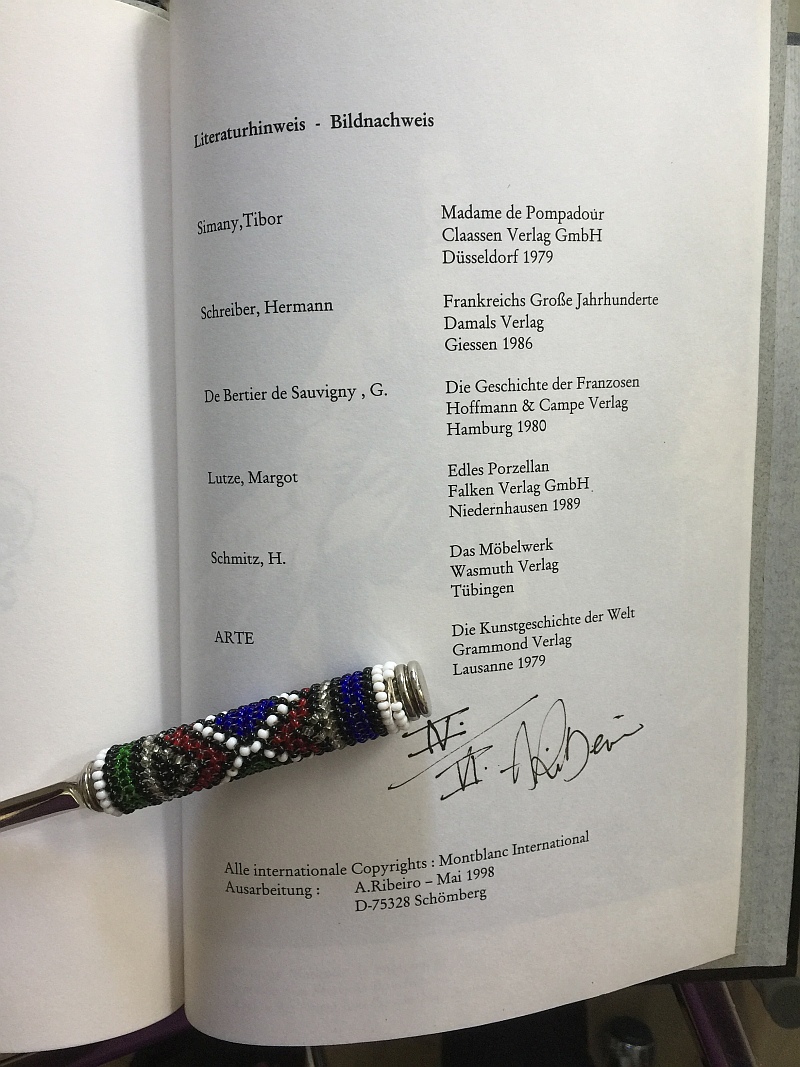 Literaturhinweis - Bildnachweis
Simany,Tibor
Madame de Pompadour
Claassen Verlag GmbH
Düsseldorf 1979
Schreiber, Hermann
Frankreichs Große Jahrhunderte
Damals Verlag
Giessen 1986
De Bertier de Sauvigny , G.
Die Geschichte der Franzosen
Hoffmann & Campe Verlag
Hamburg 1980
Lutze, Margot
Edles Porzellan
Falken Verlag GmbH
Niedernhausen 1989
Schmitz, H.
Das Möbelwerk
Wasmuth Verlag
Tübingen
ARTE
Die Kunstgeschichte der Welt
Grammond Verlag
Lausanne 1979
IV.
VI. A Ribeiro
Alle internationale Copyrights : Montblanc International
Ausarbeitung : A.Ribeiro – Mai 1998
D-75328 Schömberg